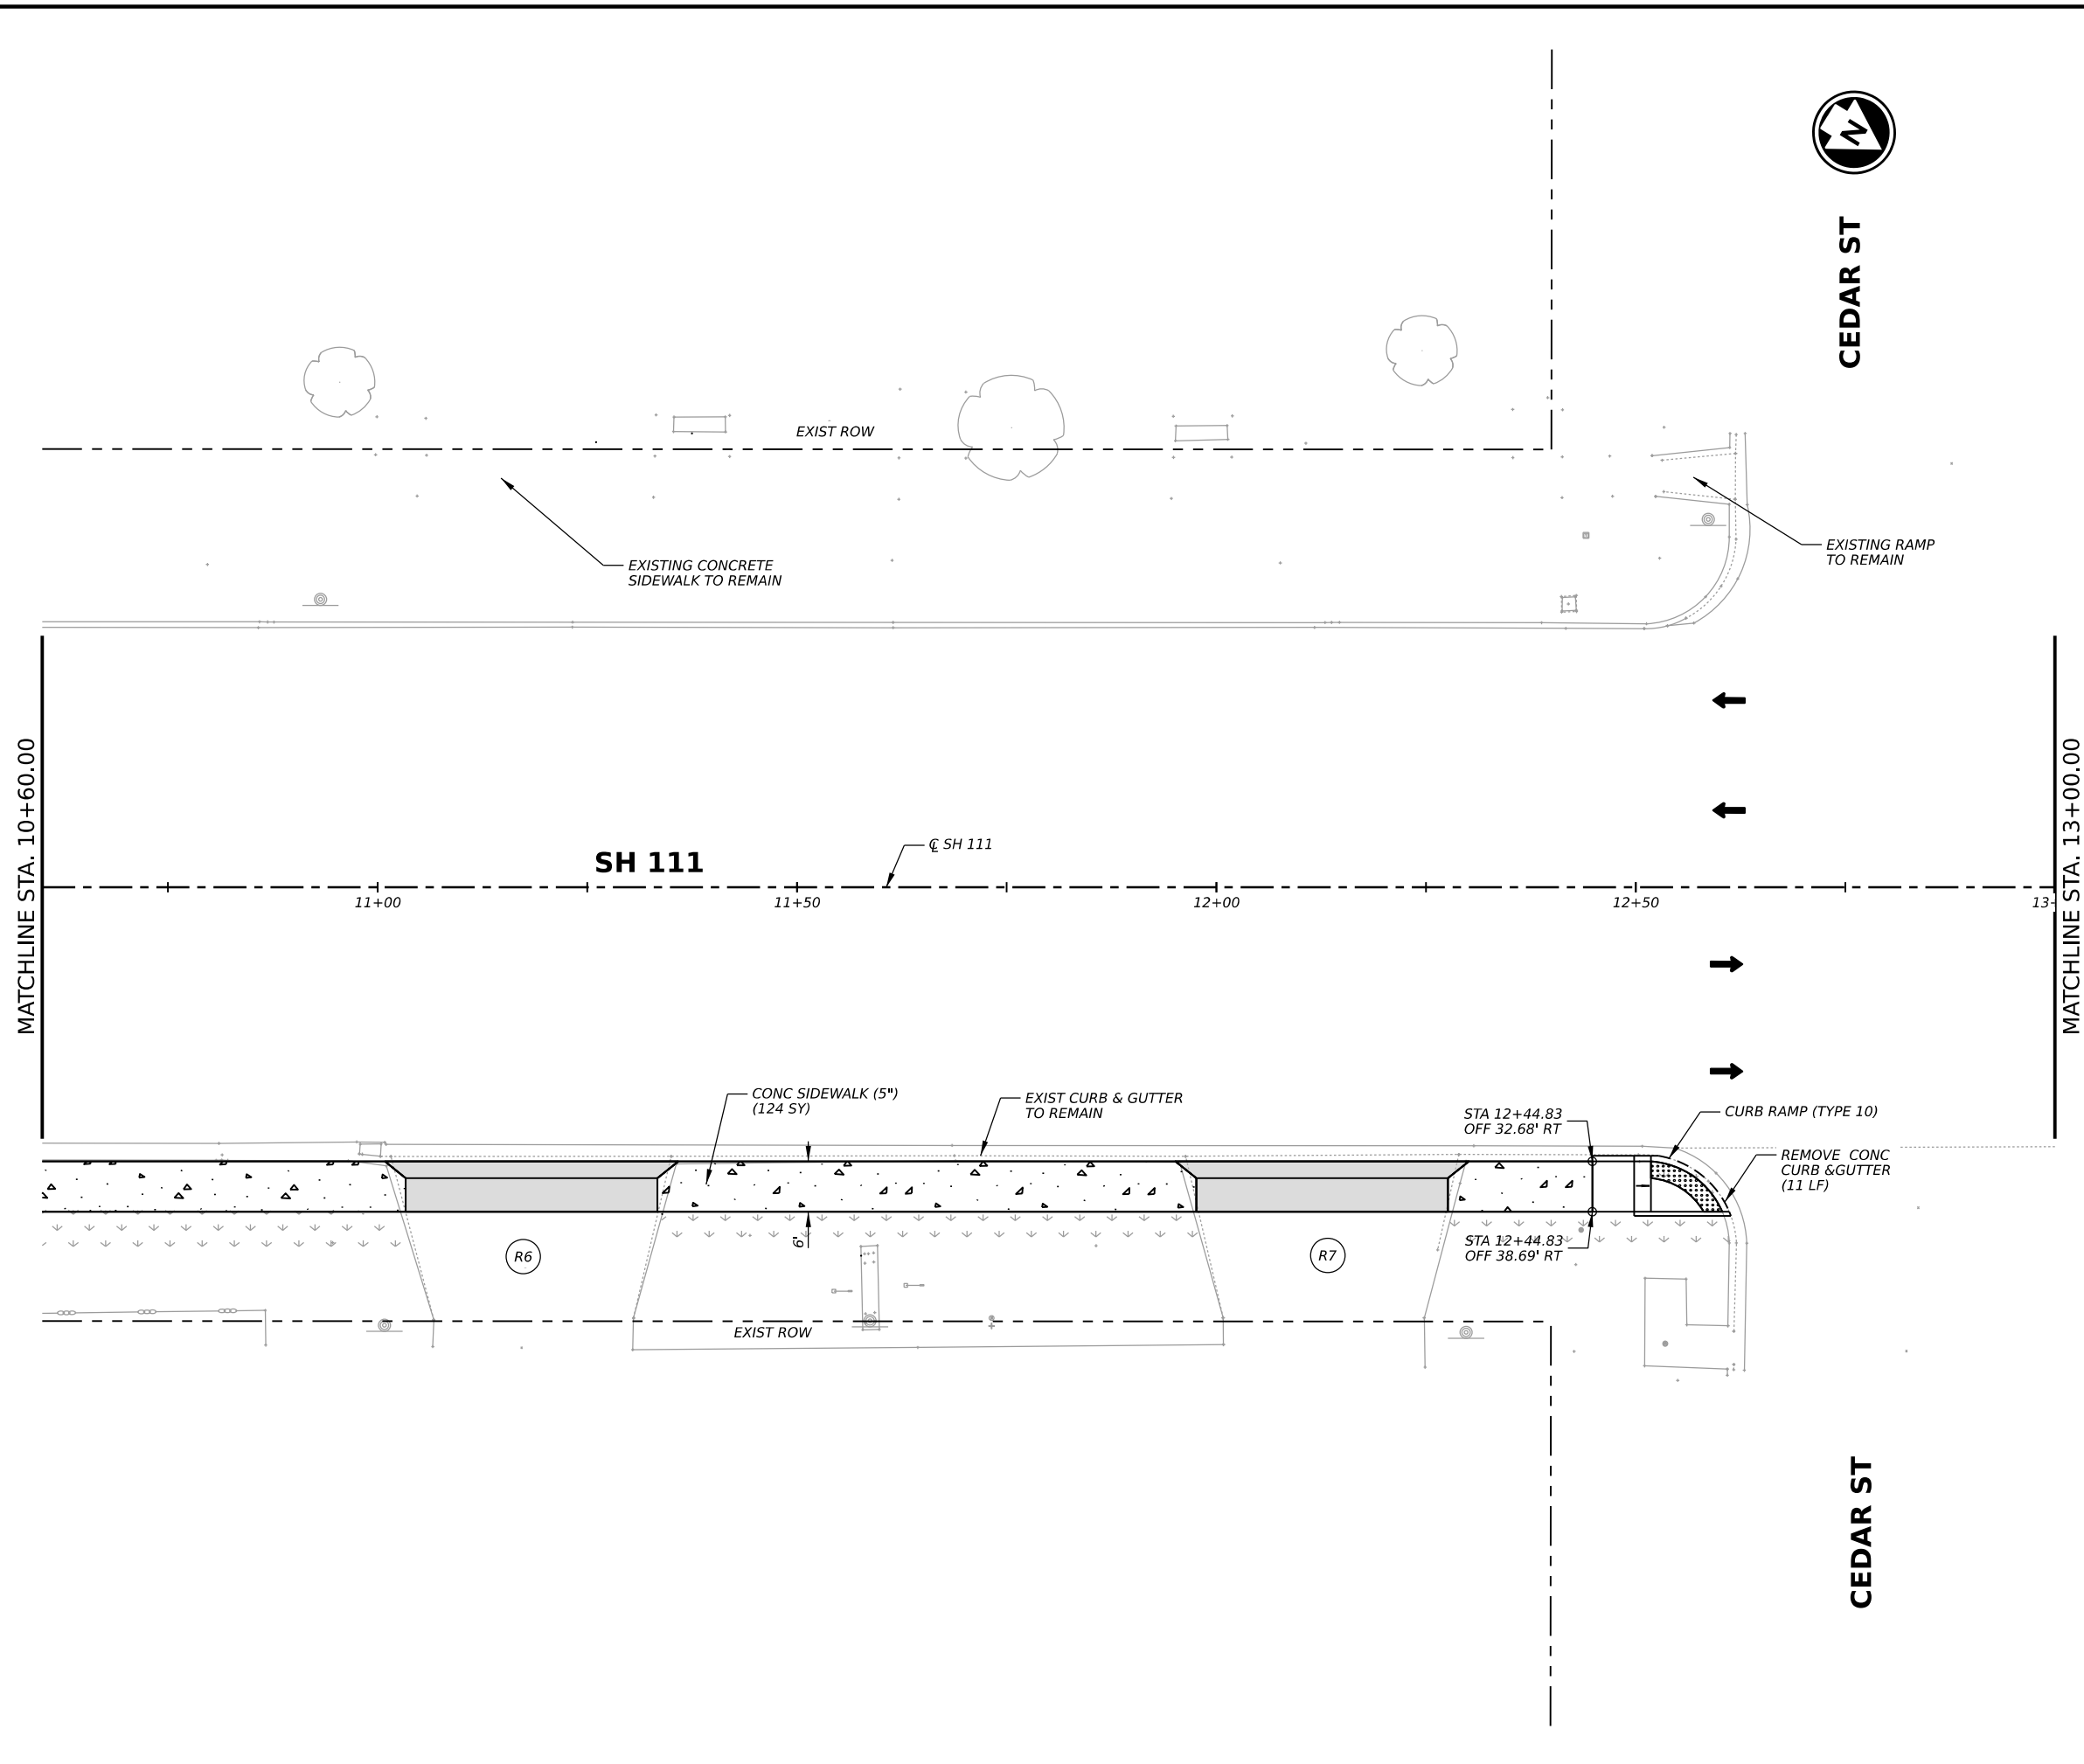 N
CEDAR ST
EXIST ROW
EXISTING CONCRETE
SIDEWALK TO REMAIN
EXISTING RAMP
TO REMAIN
MATCHLINE STA. 10+60.00
MATCHLINE STA. 13+00.00
SH 111
℄ SH 111
11+00
11+50
12+00
12+50
13-
CONC SIDEWALK (5")
(124 SY)
EXIST CURB & GUTTER
TO REMAIN
STA 12+44.83
OFF 32.68' RT
CURB RAMP (TYPE 10)
REMOVE CONC
CURB &GUTTER
(11 LF)
6'
R6
R7
STA 12+44.83
OFF 38.69' RT
EXIST ROW
CEDAR ST